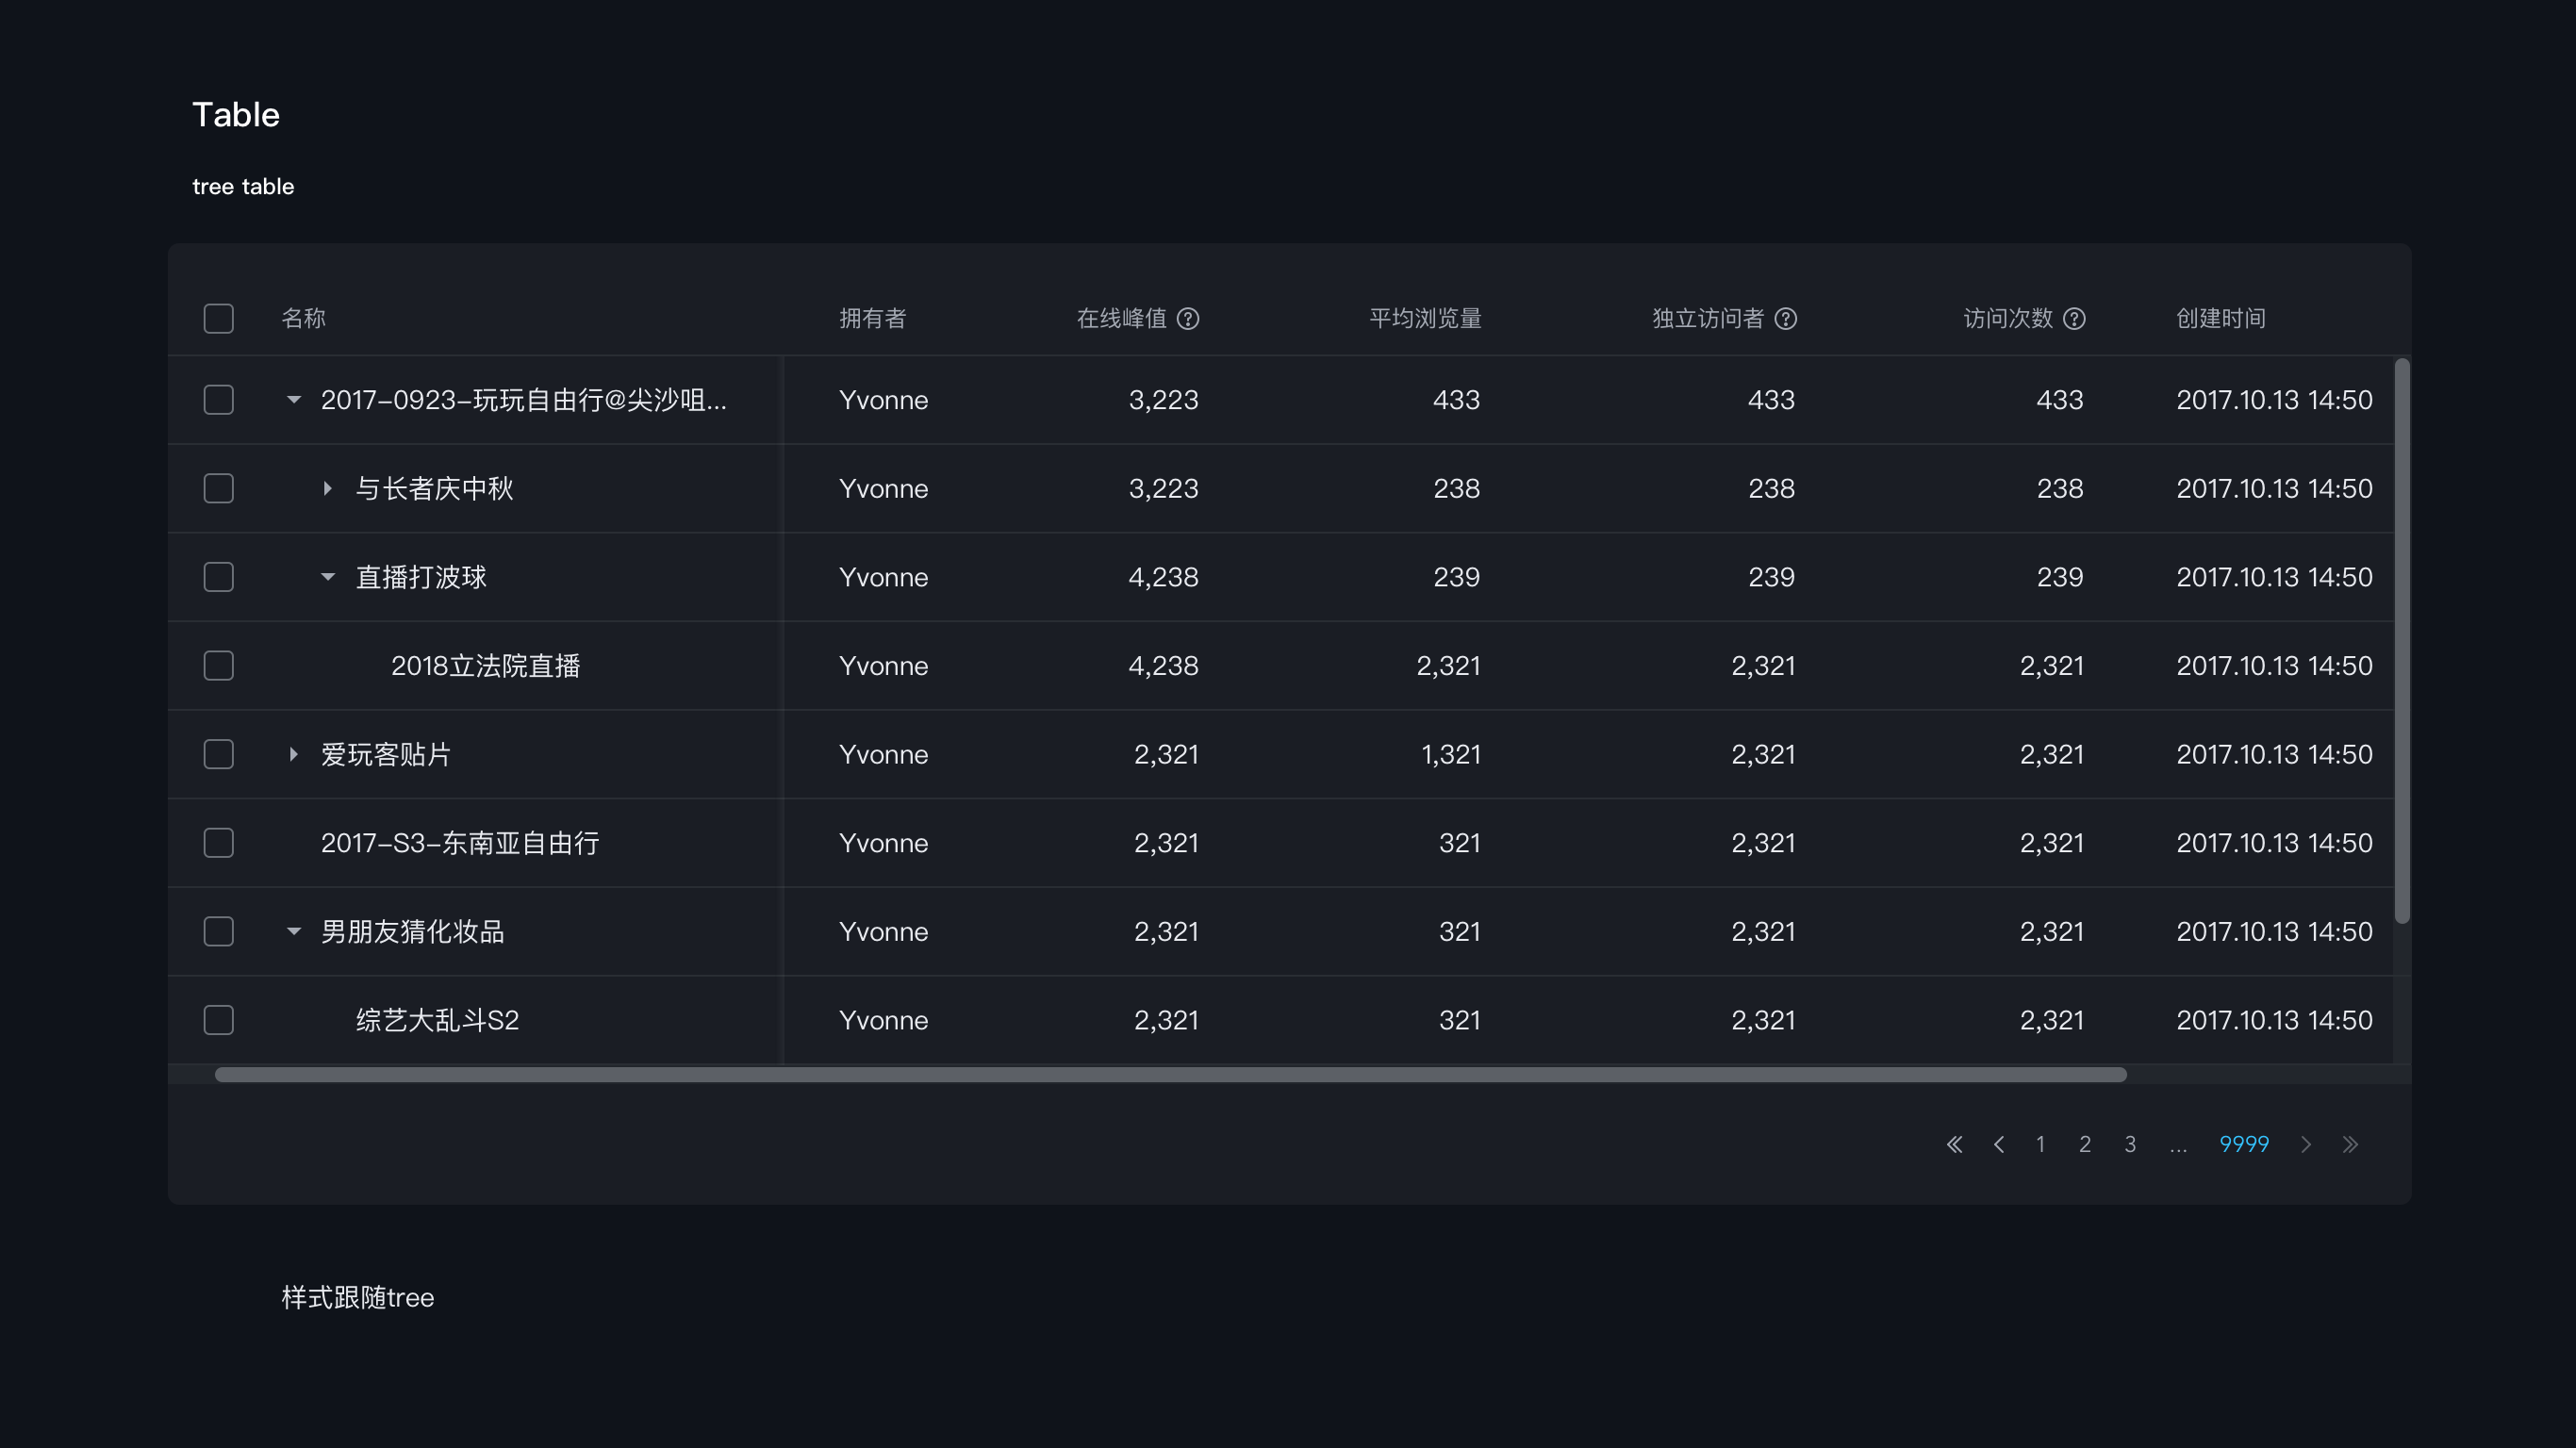 Table
tree table
名称 拥有者 在线峰值 平均浏览量 独立访问者 访问次数 创建时间
2017-0923-玩玩自由行@尖沙咀... Yvonne 3,223 433 433 433 2017.10.13 14:50
与长者庆中秋 Yvonne 3,223 238 238 238 2017.10.13 14:50
直播打波球 Yvonne 4,238 239 239 239 2017.10.13 14:50
2018立法院直播 Yvonne 4,238 2,321 2,321 2,321 2017.10.13 14:50
爱玩客贴片 Yvonne 2,321 1,321 2,321 2,321 2017.10.13 14:50
2017-S3-东南亚自由行 Yvonne 2,321 321 2,321 2,321 2017.10.13 14:50
男朋友猜化妆品 Yvonne 2,321 321 2,321 2,321 2017.10.13 14:50
综艺大乱斗S2 Yvonne 2,321 321 2,321 2,321 2017.10.13 14:50
1 2 3 ... 9999
样式跟随tree